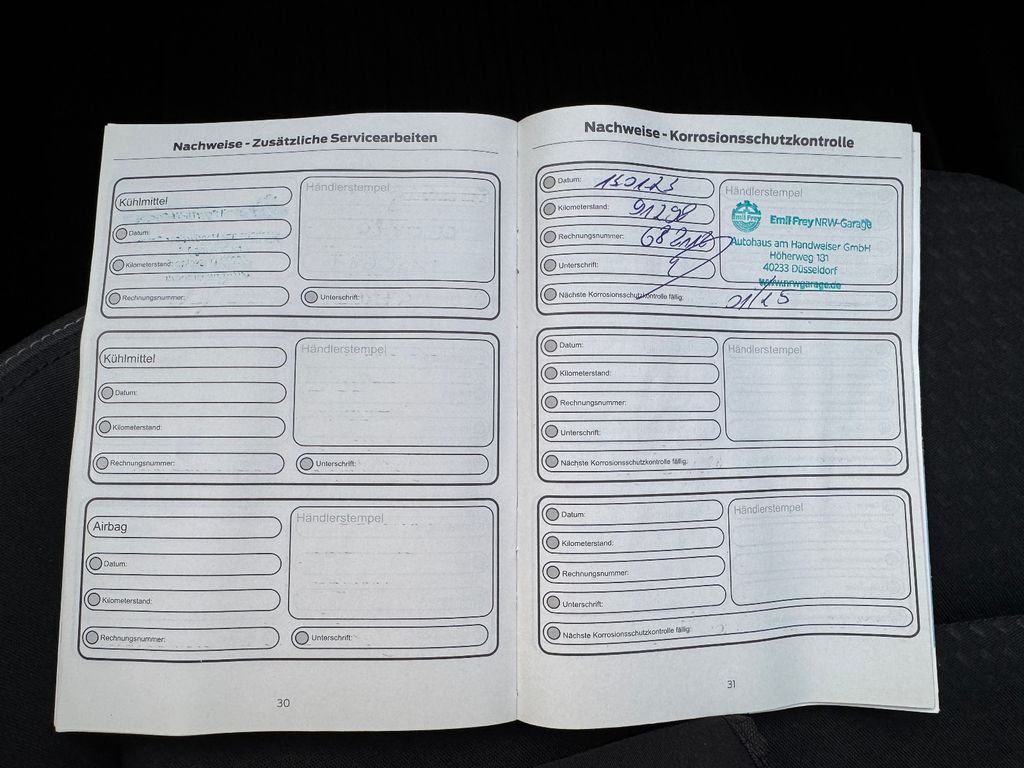 Nachweise - Zusätzliche Servicearbeiten
Kühlmittel
Händlerstempel
Datum:
Kilometerstand:
Rechnungsnummer:
Unterschrift:
Kühlmittel
Händlerstempel
Datum:
Kilometerstand:
Rechnungsnummer:
Unterschrift:
Airbag
Händlerstempel
Datum:
Kilometerstand:
Rechnungsnummer:
Unterschrift:
30
Nachweise - Korrosionsschutzkontrolle
Datum:
Kilometerstand: 91298
Rechnungsnummer:
Unterschrift:
Nächste Korrosionsschutzkontrolle fällig: 01/25
Händlerstempel
Emil Frey
Emil Frey NRW-Garage
Autohaus am Handweiser GmbH
Höherweg 131
40233 Düsseldorf
www.nrwgarage.de
Datum:
Kilometerstand:
Rechnungsnummer:
Unterschrift:
Nächste Korrosionsschutzkontrolle fällig:
Händlerstempel
Datum:
Kilometerstand:
Rechnungsnummer:
Unterschrift:
Nächste Korrosionsschutzkontrolle fällig:
Händlerstempel
31